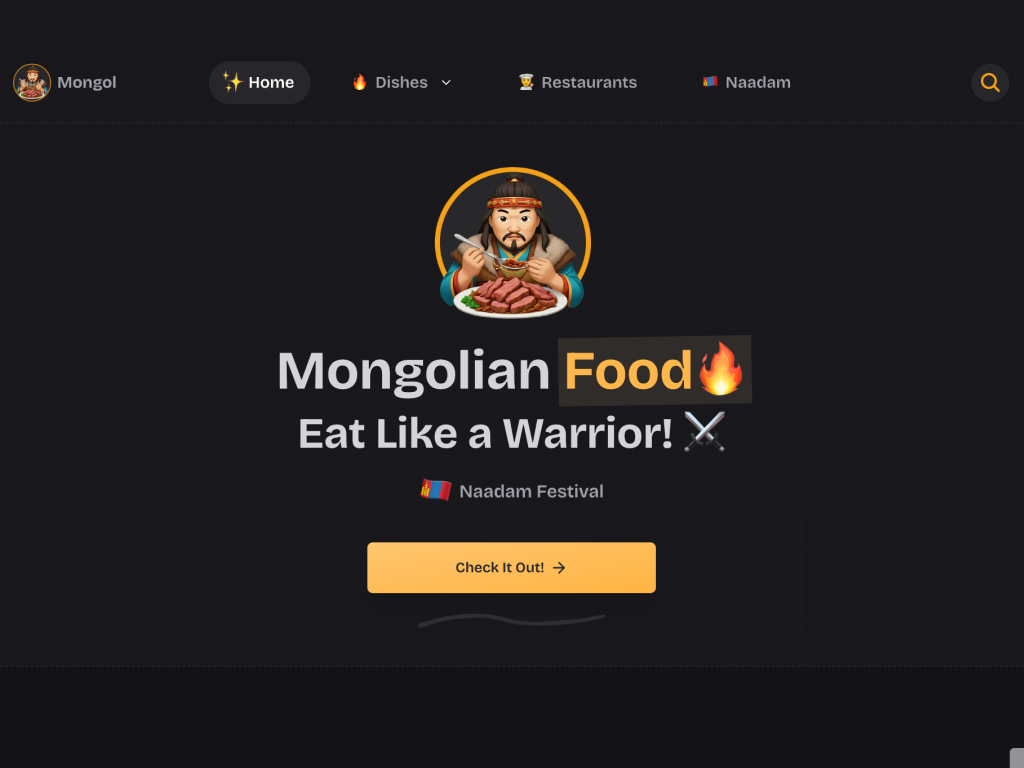 Mongol
✨ Home
🔥 Dishes
🧑‍🍳 Restaurants
🇲🇳 Naadam
Mongolian Food🔥
Eat Like a Warrior! ⚔️
🇲🇳 Naadam Festival
Check It Out! →